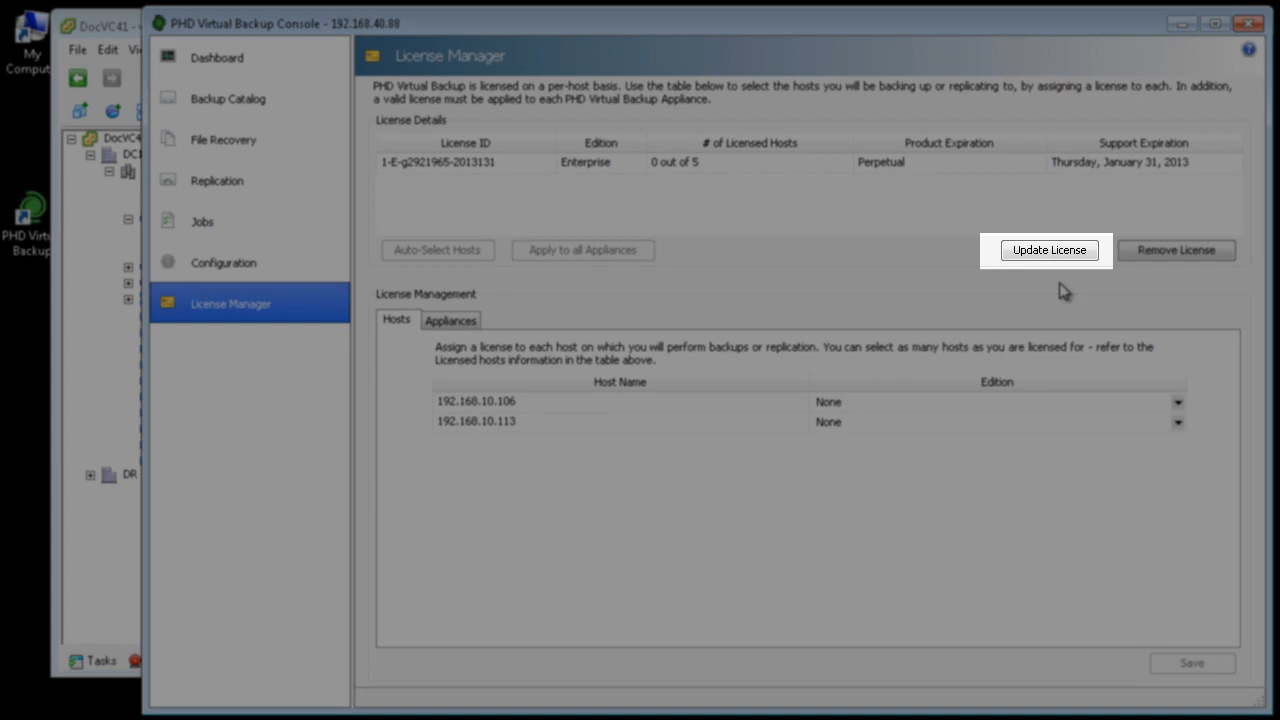 My
Comput
PHD Virtu
Backup
DocVC41 - v
File Edit Vi
DocVC4
DC1
DR
Tasks
PHD Virtual Backup Console - 192.168.40.88
Dashboard
Backup Catalog
File Recovery
Replication
Jobs
Configuration
License Manager
License Manager
PHD Virtual Backup is licensed on a per-host basis. Use the table below to select the hosts you will be backing up or replicating to, by assigning a license to each. In addition,
a valid license must be applied to each PHD Virtual Backup Appliance.
License Details
License ID Edition # of Licensed Hosts Product Expiration Support Expiration
1-E-g2921965-2013131 Enterprise 0 out of 5 Perpetual Thursday, January 31, 2013
Auto-Select Hosts Apply to all Appliances Update License Remove License
License Management
Hosts Appliances
Assign a license to each host on which you will perform backups or replication. You can select as many hosts as you are licensed for - refer to the
Licensed hosts information in the table above.
Host Name Edition
192.168.10.106 None
192.168.10.113 None
Save